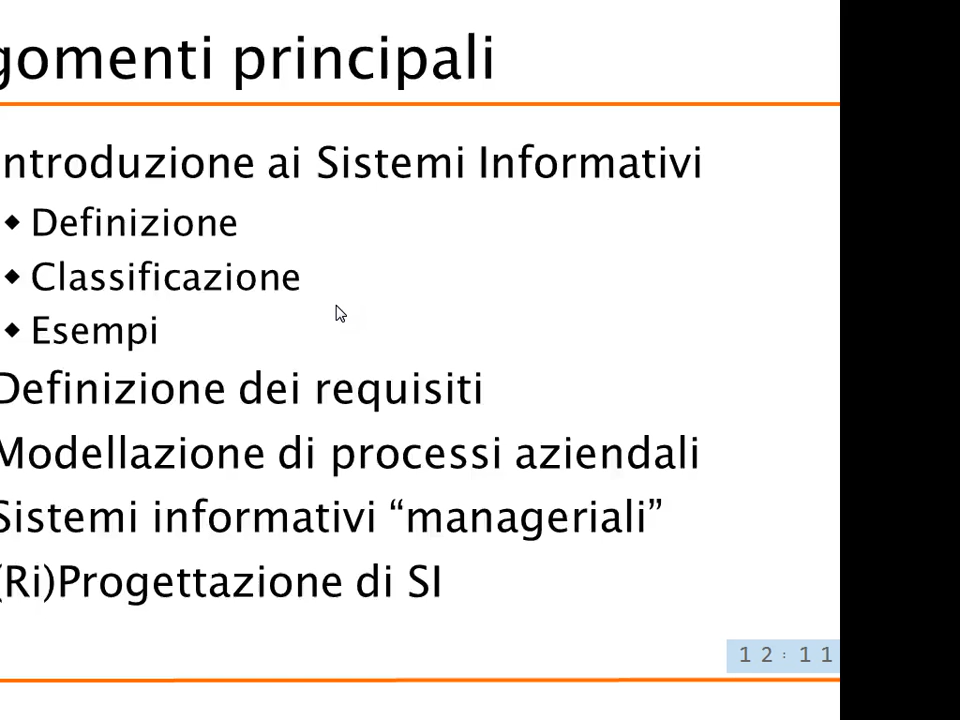 gomenti principali
ntroduzione ai Sistemi Informativi
Definizione
Classificazione
Esempi
Definizione dei requisiti
Modellazione di processi aziendali
Sistemi informativi “manageriali”
(Ri)Progettazione di SI
12:11